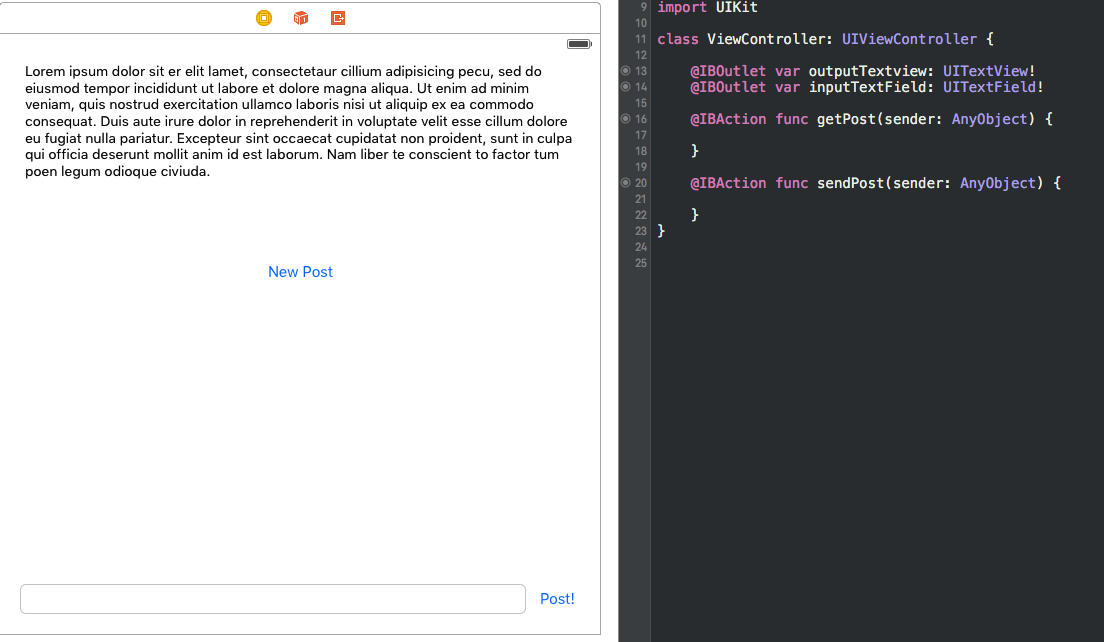 Lorem ipsum dolor sit er elit lamet, consectetaur cillium adipisicing pecu, sed do
eiusmod tempor incididunt ut labore et dolore magna aliqua. Ut enim ad minim
veniam, quis nostrud exercitation ullamco laboris nisi ut aliquip ex ea commodo
consequat. Duis aute irure dolor in reprehenderit in voluptate velit esse cillum dolore
eu fugiat nulla pariatur. Excepteur sint occaecat cupidatat non proident, sunt in culpa
qui officia deserunt mollit anim id est laborum. Nam liber te conscient to factor tum
poen legum odioque civiuda.
New Post
Post!
9 import UIKit
10
11 class ViewController: UIViewController {
12
13     @IBOutlet var outputTextview: UITextView!
14     @IBOutlet var inputTextField: UITextField!
15
16     @IBAction func getPost(sender: AnyObject) {
17
18     }
19
20     @IBAction func sendPost(sender: AnyObject) {
21
22     }
23 }
24
25